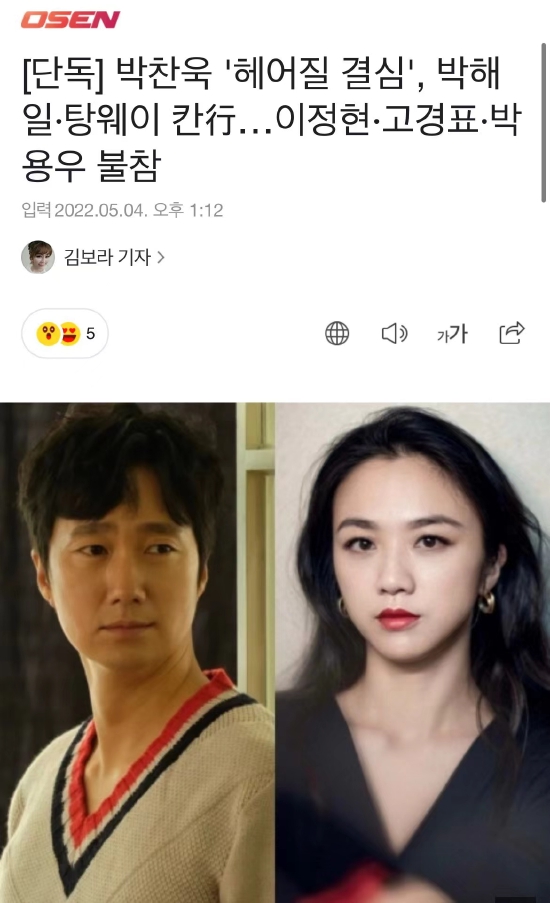 OSEN
[단독] 박찬욱 '헤어질 결심', 박해
일·탕웨이 칸行…이정현·고경표·박
용우 불참
입력 2022.05.04. 오후 1:12
김보라 기자
5
가가